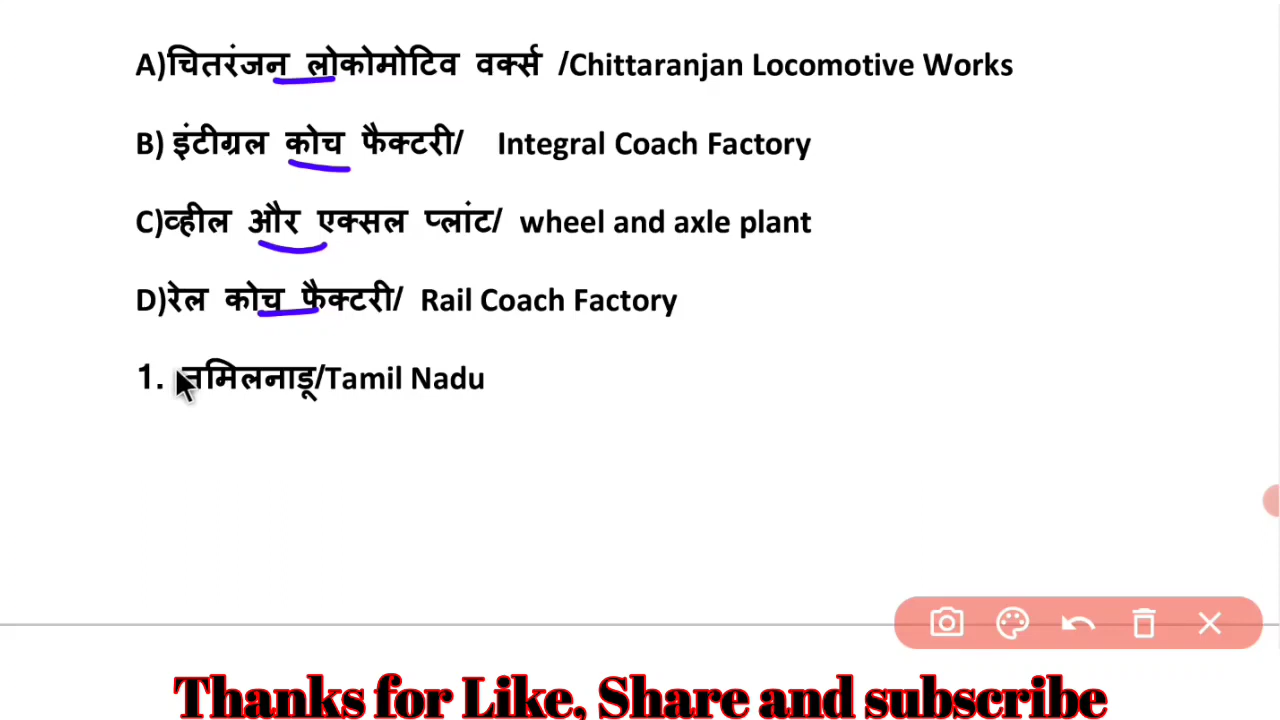 A)चितरंजन लोकोमोटिव वर्क्स /Chittaranjan Locomotive Works
B) इंटीग्रल कोच फैक्टरी/ Integral Coach Factory
C)व्हील और एक्सल प्लांट/ wheel and axle plant
D)रेल कोच फैक्टरी/ Rail Coach Factory
1. तमिलनाडू/Tamil Nadu
Thanks for Like, Share and subscribe